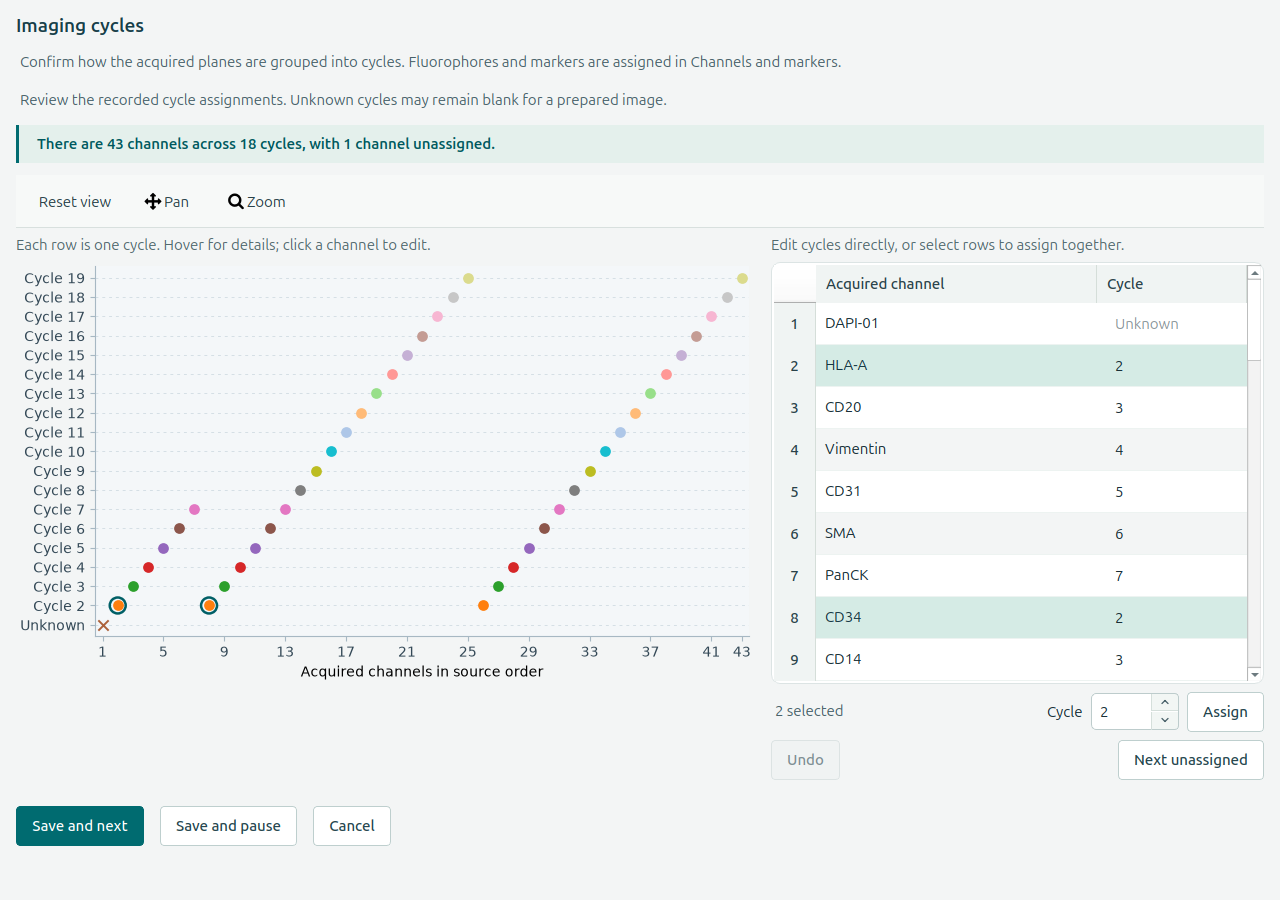 Imaging cycles
Confirm how the acquired planes are grouped into cycles. Fluorophores and markers are assigned in Channels and markers.
Review the recorded cycle assignments. Unknown cycles may remain blank for a prepared image.
There are 43 channels across 18 cycles, with 1 channel unassigned.
Reset view Pan Zoom
Each row is one cycle. Hover for details; click a channel to edit.
Cycle 19
Cycle 18
Cycle 17
Cycle 16
Cycle 15
Cycle 14
Cycle 13
Cycle 12
Cycle 11
Cycle 10
Cycle 9
Cycle 8
Cycle 7
Cycle 6
Cycle 5
Cycle 4
Cycle 3
Cycle 2
Unknown
1 5 9 13 17 21 25 29 33 37 41 43
Acquired channels in source order
Edit cycles directly, or select rows to assign together.
Acquired channel Cycle
1 DAPI-01 Unknown
2 HLA-A 2
3 CD20 3
4 Vimentin 4
5 CD31 5
6 SMA 6
7 PanCK 7
8 CD34 2
9 CD14 3
2 selected Cycle 2 Assign
Undo Next unassigned
Save and next Save and pause Cancel